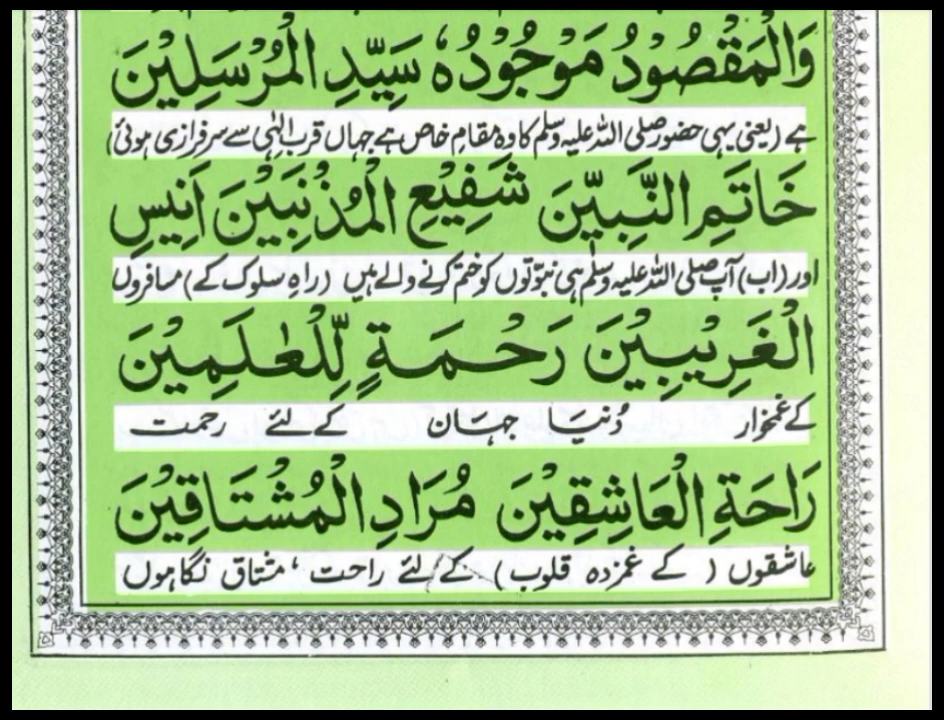 وَالْمَقْصُوْدُ مَوْجُوْدُهٗ سَيِّدِ الْمُرْسَلِيْنَ
ہے (یعنی یہی حضور صلی اللہ علیہ وسلم کا وہ مقامِ خاص ہے جہاں قربِ الٰہی سے سرفرازی ہوئی)
خَاتَمِ النَّبِيّٖنَ شَفِيْعِ الْمُذْنِبِيْنَ اَنِيْسِ
اور (اب) آپ صلی اللہ علیہ وسلم ہی نبوّتوں کو ختم کرنے والے ہیں (راہِ سلوک کے) مسافروں
الْغَرِيْبِيْنَ رَحْمَةٍ لِّلْعٰلَمِيْنَ
کے غمخوار دُنیا جہان کے لئے رحمت
رَاحَةِ الْعَاشِقِيْنَ مُرَادِ الْمُشْتَاقِيْنَ
عاشقوں ( کے غمزدہ قلوب) کے لئے راحت ، مشتاق نگاہوں